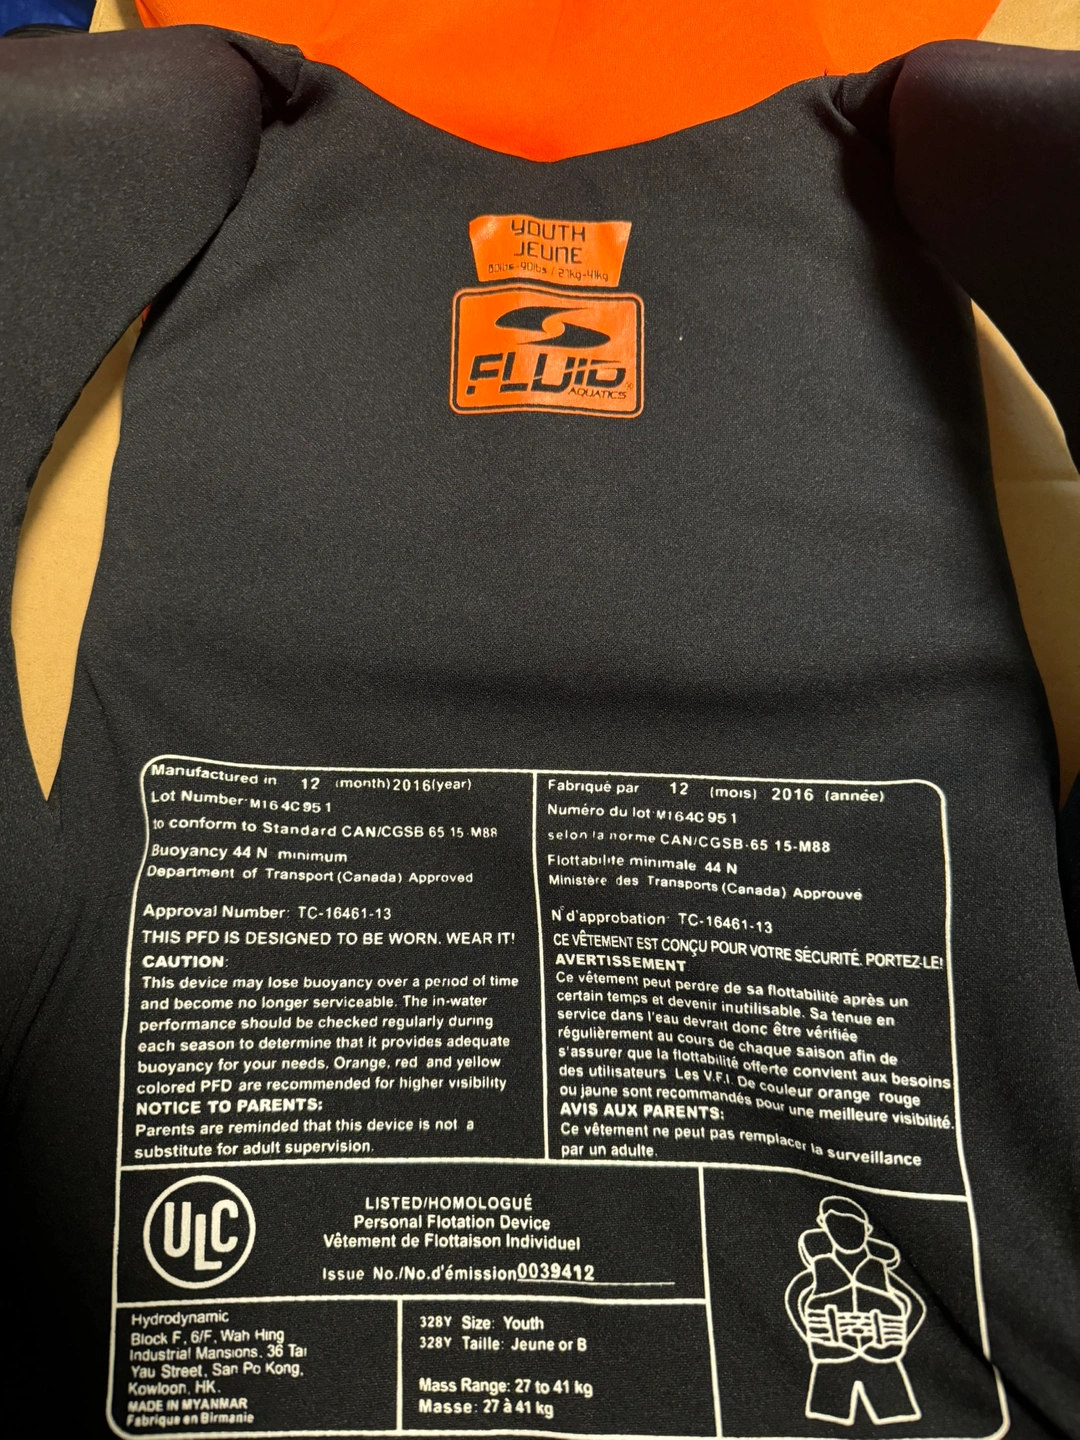 YOUTH
JEUNE
-90lbs / 27kg-41kg
FLUID®
AQUATICS
Manufactured in 12 (month) 2016(year)
Lot Number M164C951
to conform to Standard CAN/CGSB 65 15-M88
Buoyancy 44 N minimum
Department of Transport (Canada) Approved
Approval Number: TC-16461-13
THIS PFD IS DESIGNED TO BE WORN. WEAR IT!
CAUTION:
This device may lose buoyancy over a period of time
and become no longer serviceable. The in-water
performance should be checked regularly during
each season to determine that it provides adequate
buoyancy for your needs, Orange, red and yellow
colored PFD are recommended for higher visibility
NOTICE TO PARENTS:
Parents are reminded that this device is not a
substitute for adult supervision.
Fabriqué par 12 (mois) 2016 (année)
Numéro du lot M164C951
selon la norme CAN/CGSB-65 15-M88
Flottabilite minimale 44 N
Ministère des Transports (Canada) Approuvé
N° d'approbation TC-16461-13
CE VÊTEMENT EST CONÇU POUR VOTRE SÉCURITÉ. PORTEZ-LE!
AVERTISSEMENT
Ce vêtement peut perdre de sa flottabilité après un
certain temps et devenir inutilisable. Sa tenue en
service dans l'eau devrait donc être vérifiée
régulièrement au cours de chaque saison afin de
s'assurer que la flottabilité offerte convient aux besoins
des utilisateurs Les V.F.I. De couleur orange rouge
ou jaune sont recommandés pour une meilleure visibilité.
AVIS AUX PARENTS:
Ce vêtement ne peut pas remplacer la surveillance
par un adulte.
ULC
LISTED/HOMOLOGUÉ
Personal Flotation Device
Vêtement de Flottaison Individuel
Issue No./No.d'émission 0039412
Hydrodynamic
Block F, 6/F, Wah Hing
Industrial Mansions, 36 Tai
Yau Street, San Po Kong,
Kowloon, HK.
MADE IN MYANMAR
Fabrique en Birmanie
328Y Size: Youth
328Y Taille: Jeune or B
Mass Range: 27 to 41 kg
Masse: 27 à 41 kg